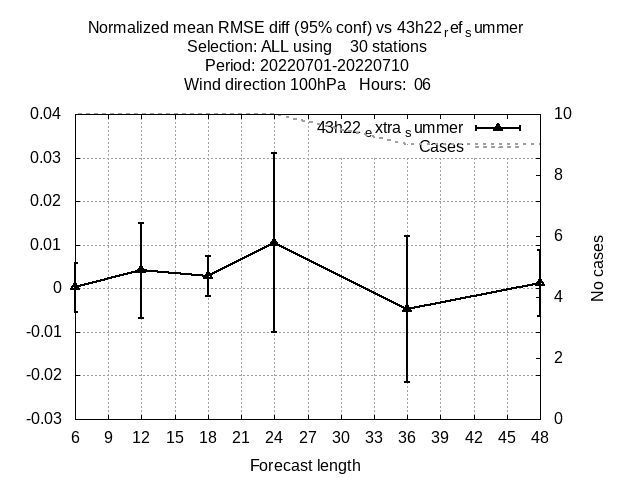 Normalized mean RMSE diff (95% conf) vs 43h22refsummer
Selection: ALL using 30 stations
Period: 20220701-20220710
Wind direction 100hPa Hours: 06
0.04
0.03
0.02
0.01
0
-0.01
-0.02
-0.03
43h22extrasummer
Cases
10
8
6
4
2
0
No cases
6 9 12 15 18 21 24 27 30 33 36 39 42 45 48
Forecast length